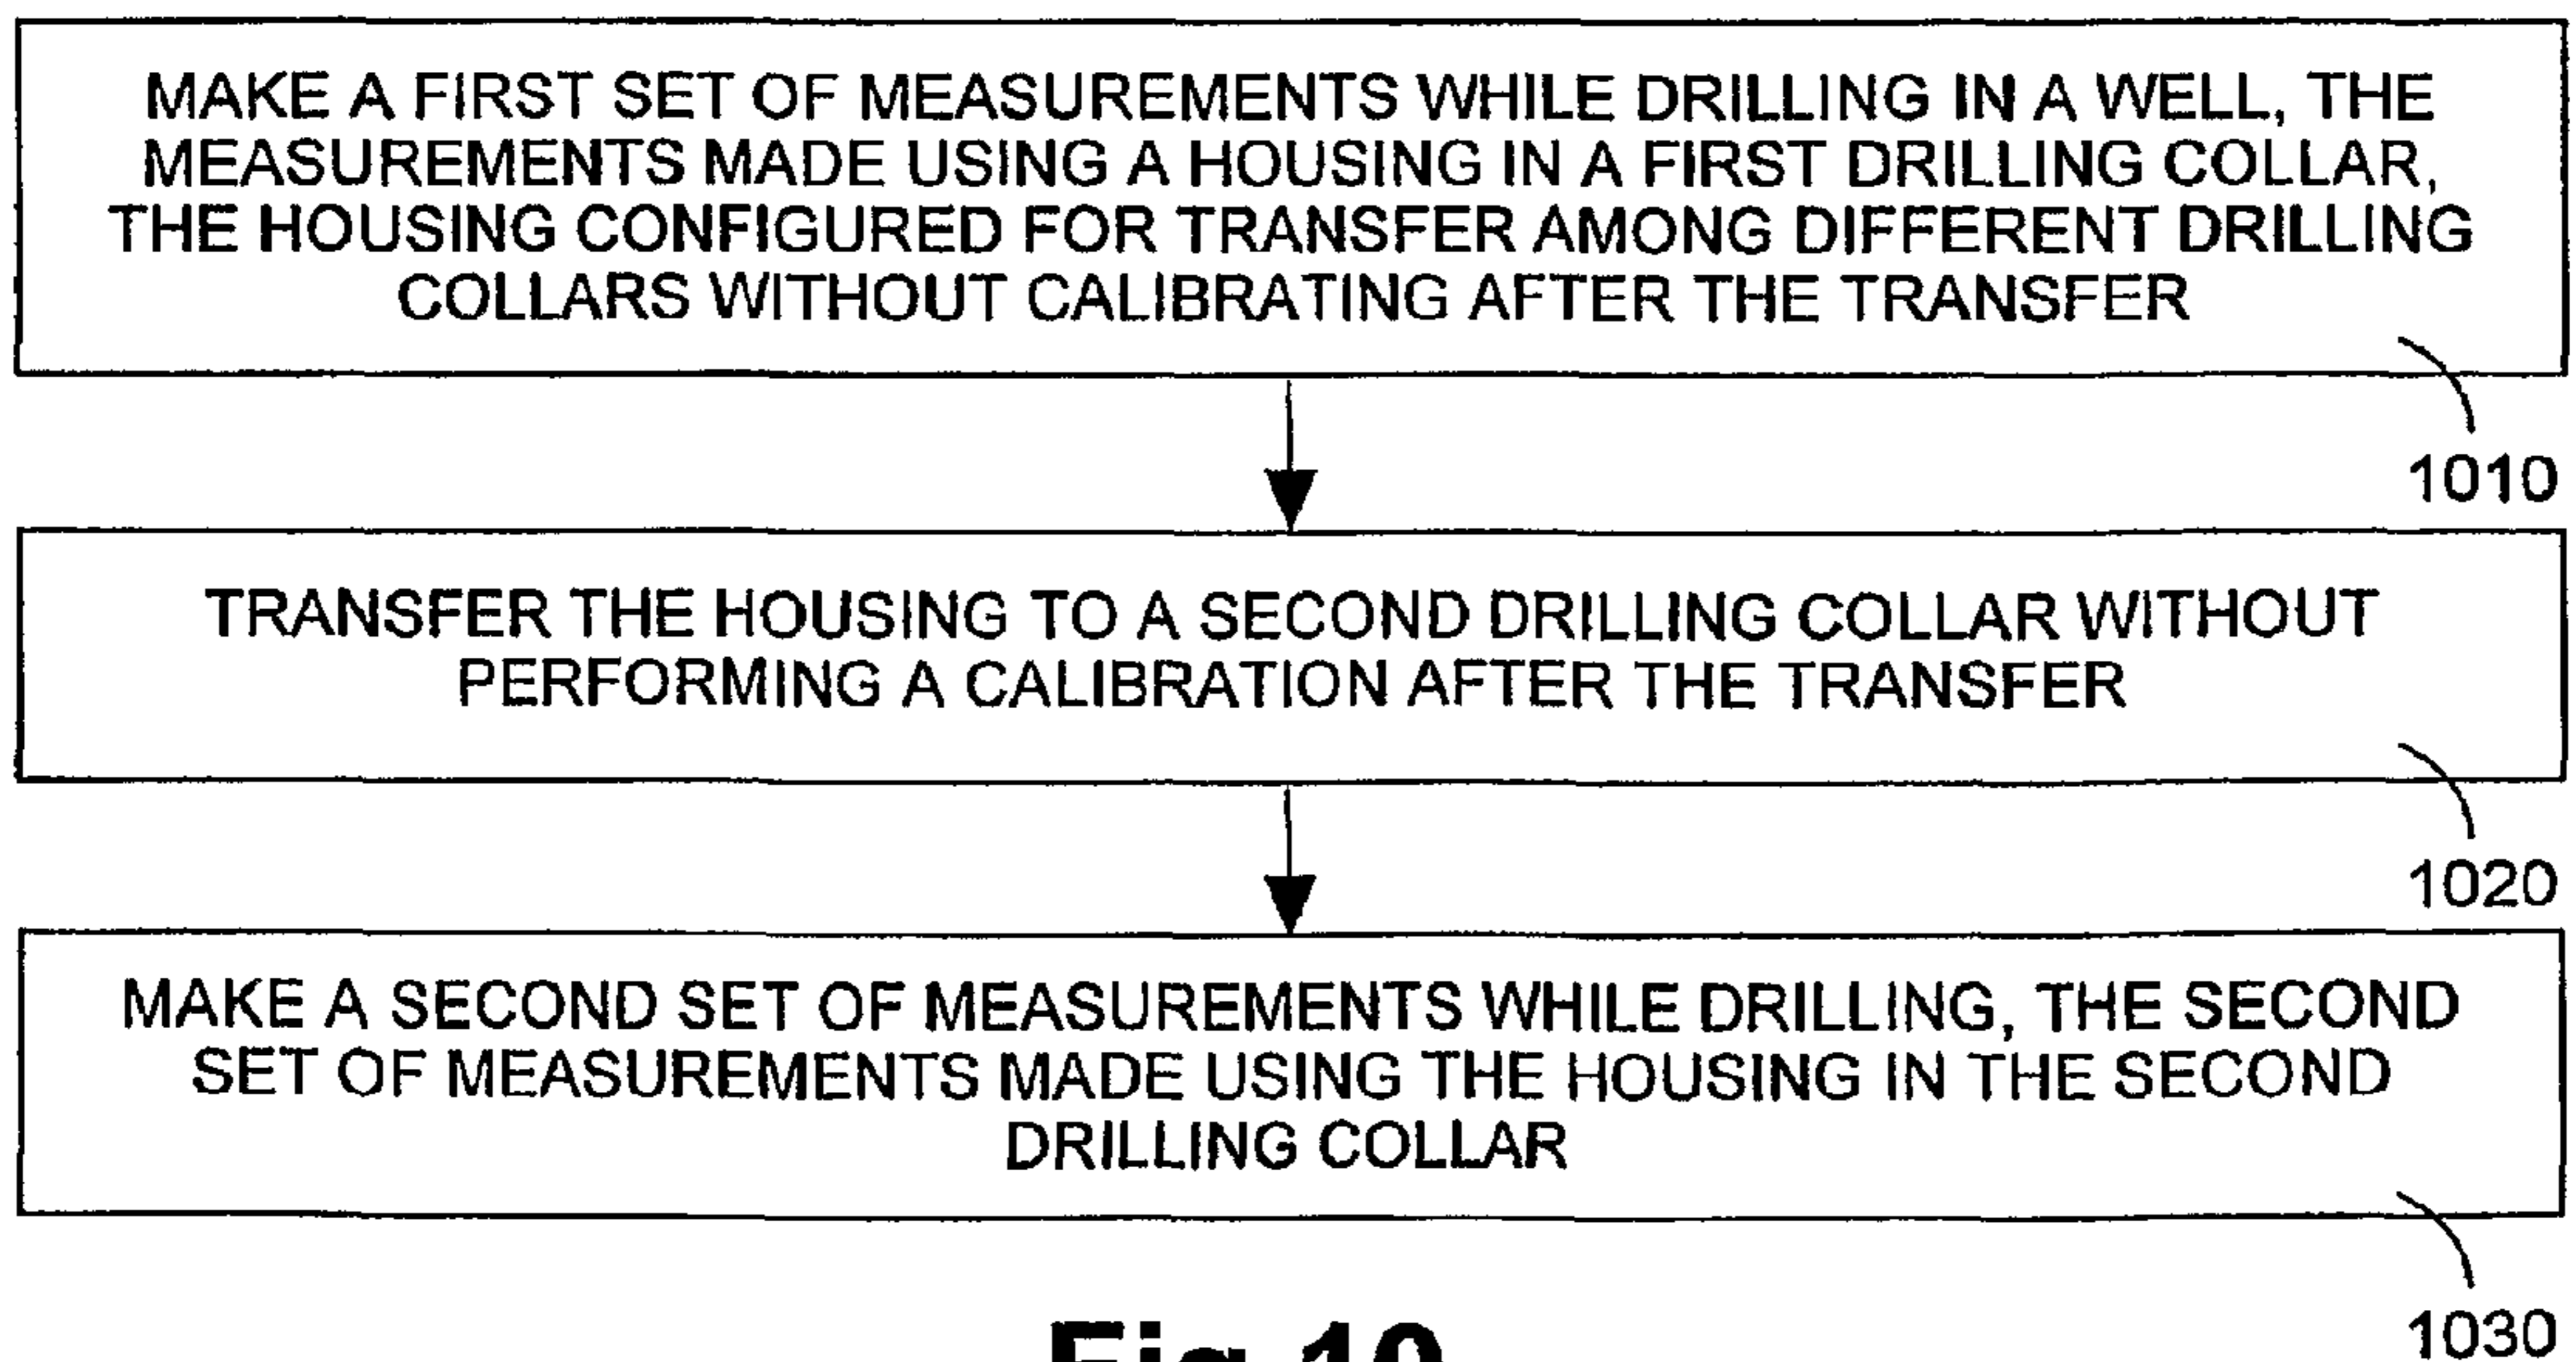 MAKE A FIRST SET OF MEASUREMENTS WHILE DRILLING IN A WELL, THE
MEASUREMENTS MADE USING A HOUSING IN A FIRST DRILLING COLLAR,
THE HOUSING CONFIGURED FOR TRANSFER AMONG DIFFERENT DRILLING
COLLARS WITHOUT CALIBRATING AFTER THE TRANSFER
1010
TRANSFER THE HOUSING TO A SECOND DRILLING COLLAR WITHOUT
PERFORMING A CALIBRATION AFTER THE TRANSFER
1020
MAKE A SECOND SET OF MEASUREMENTS WHILE DRILLING, THE SECOND
SET OF MEASUREMENTS MADE USING THE HOUSING IN THE SECOND
DRILLING COLLAR
1030
Fig 10